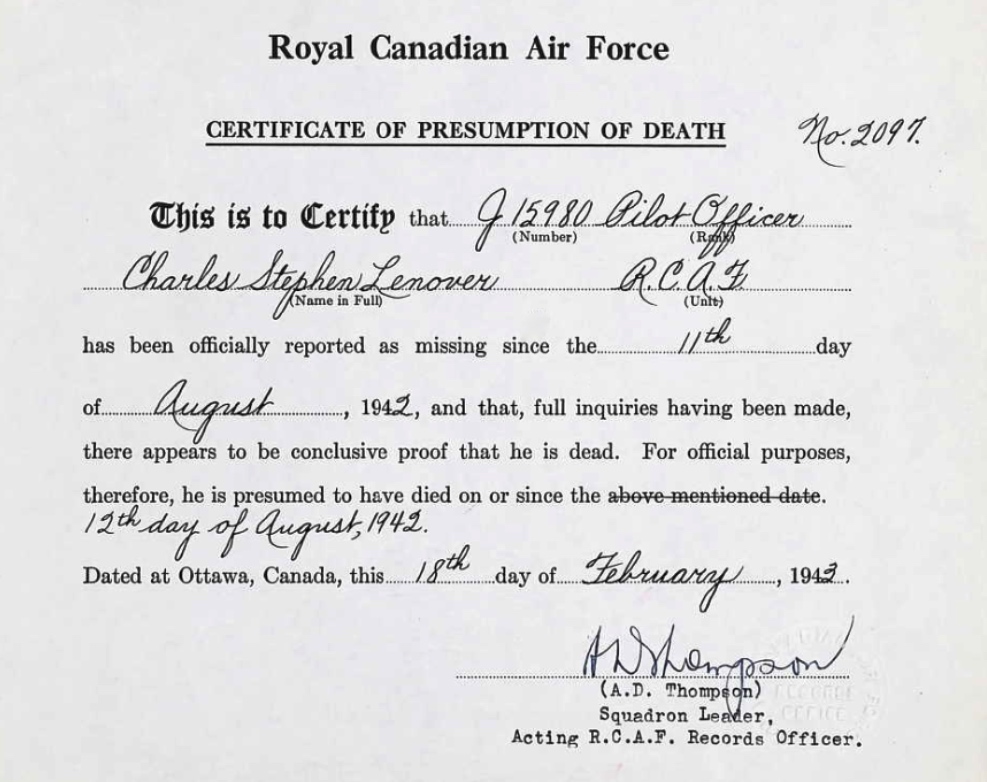 Royal Canadian Air Force
CERTIFICATE OF PRESUMPTION OF DEATH No. 2097.
This is to Certify that J 15980 Pilot Officer
(Number) (Rank)
Charles Stephen Lenover R.C.A.F
(Name in Full) (Unit)
has been officially reported as missing since the 11th day
of August, 1942, and that, full inquiries having been made,
there appears to be conclusive proof that he is dead. For official purposes,
therefore, he is presumed to have died on or since the above mentioned date.
12th day of August, 1942.
Dated at Ottawa, Canada, this 18th day of February, 1943.
A D Thompson
(A.D. Thompson)
Squadron Leader,
Acting R.C.A.F. Records Officer.